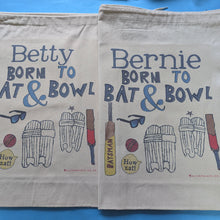 Betty
BORN TO
BAT & BOWL
How
zat!
Bernie
BORN TO
BAT & BOWL
BATSMAN
How
zat!